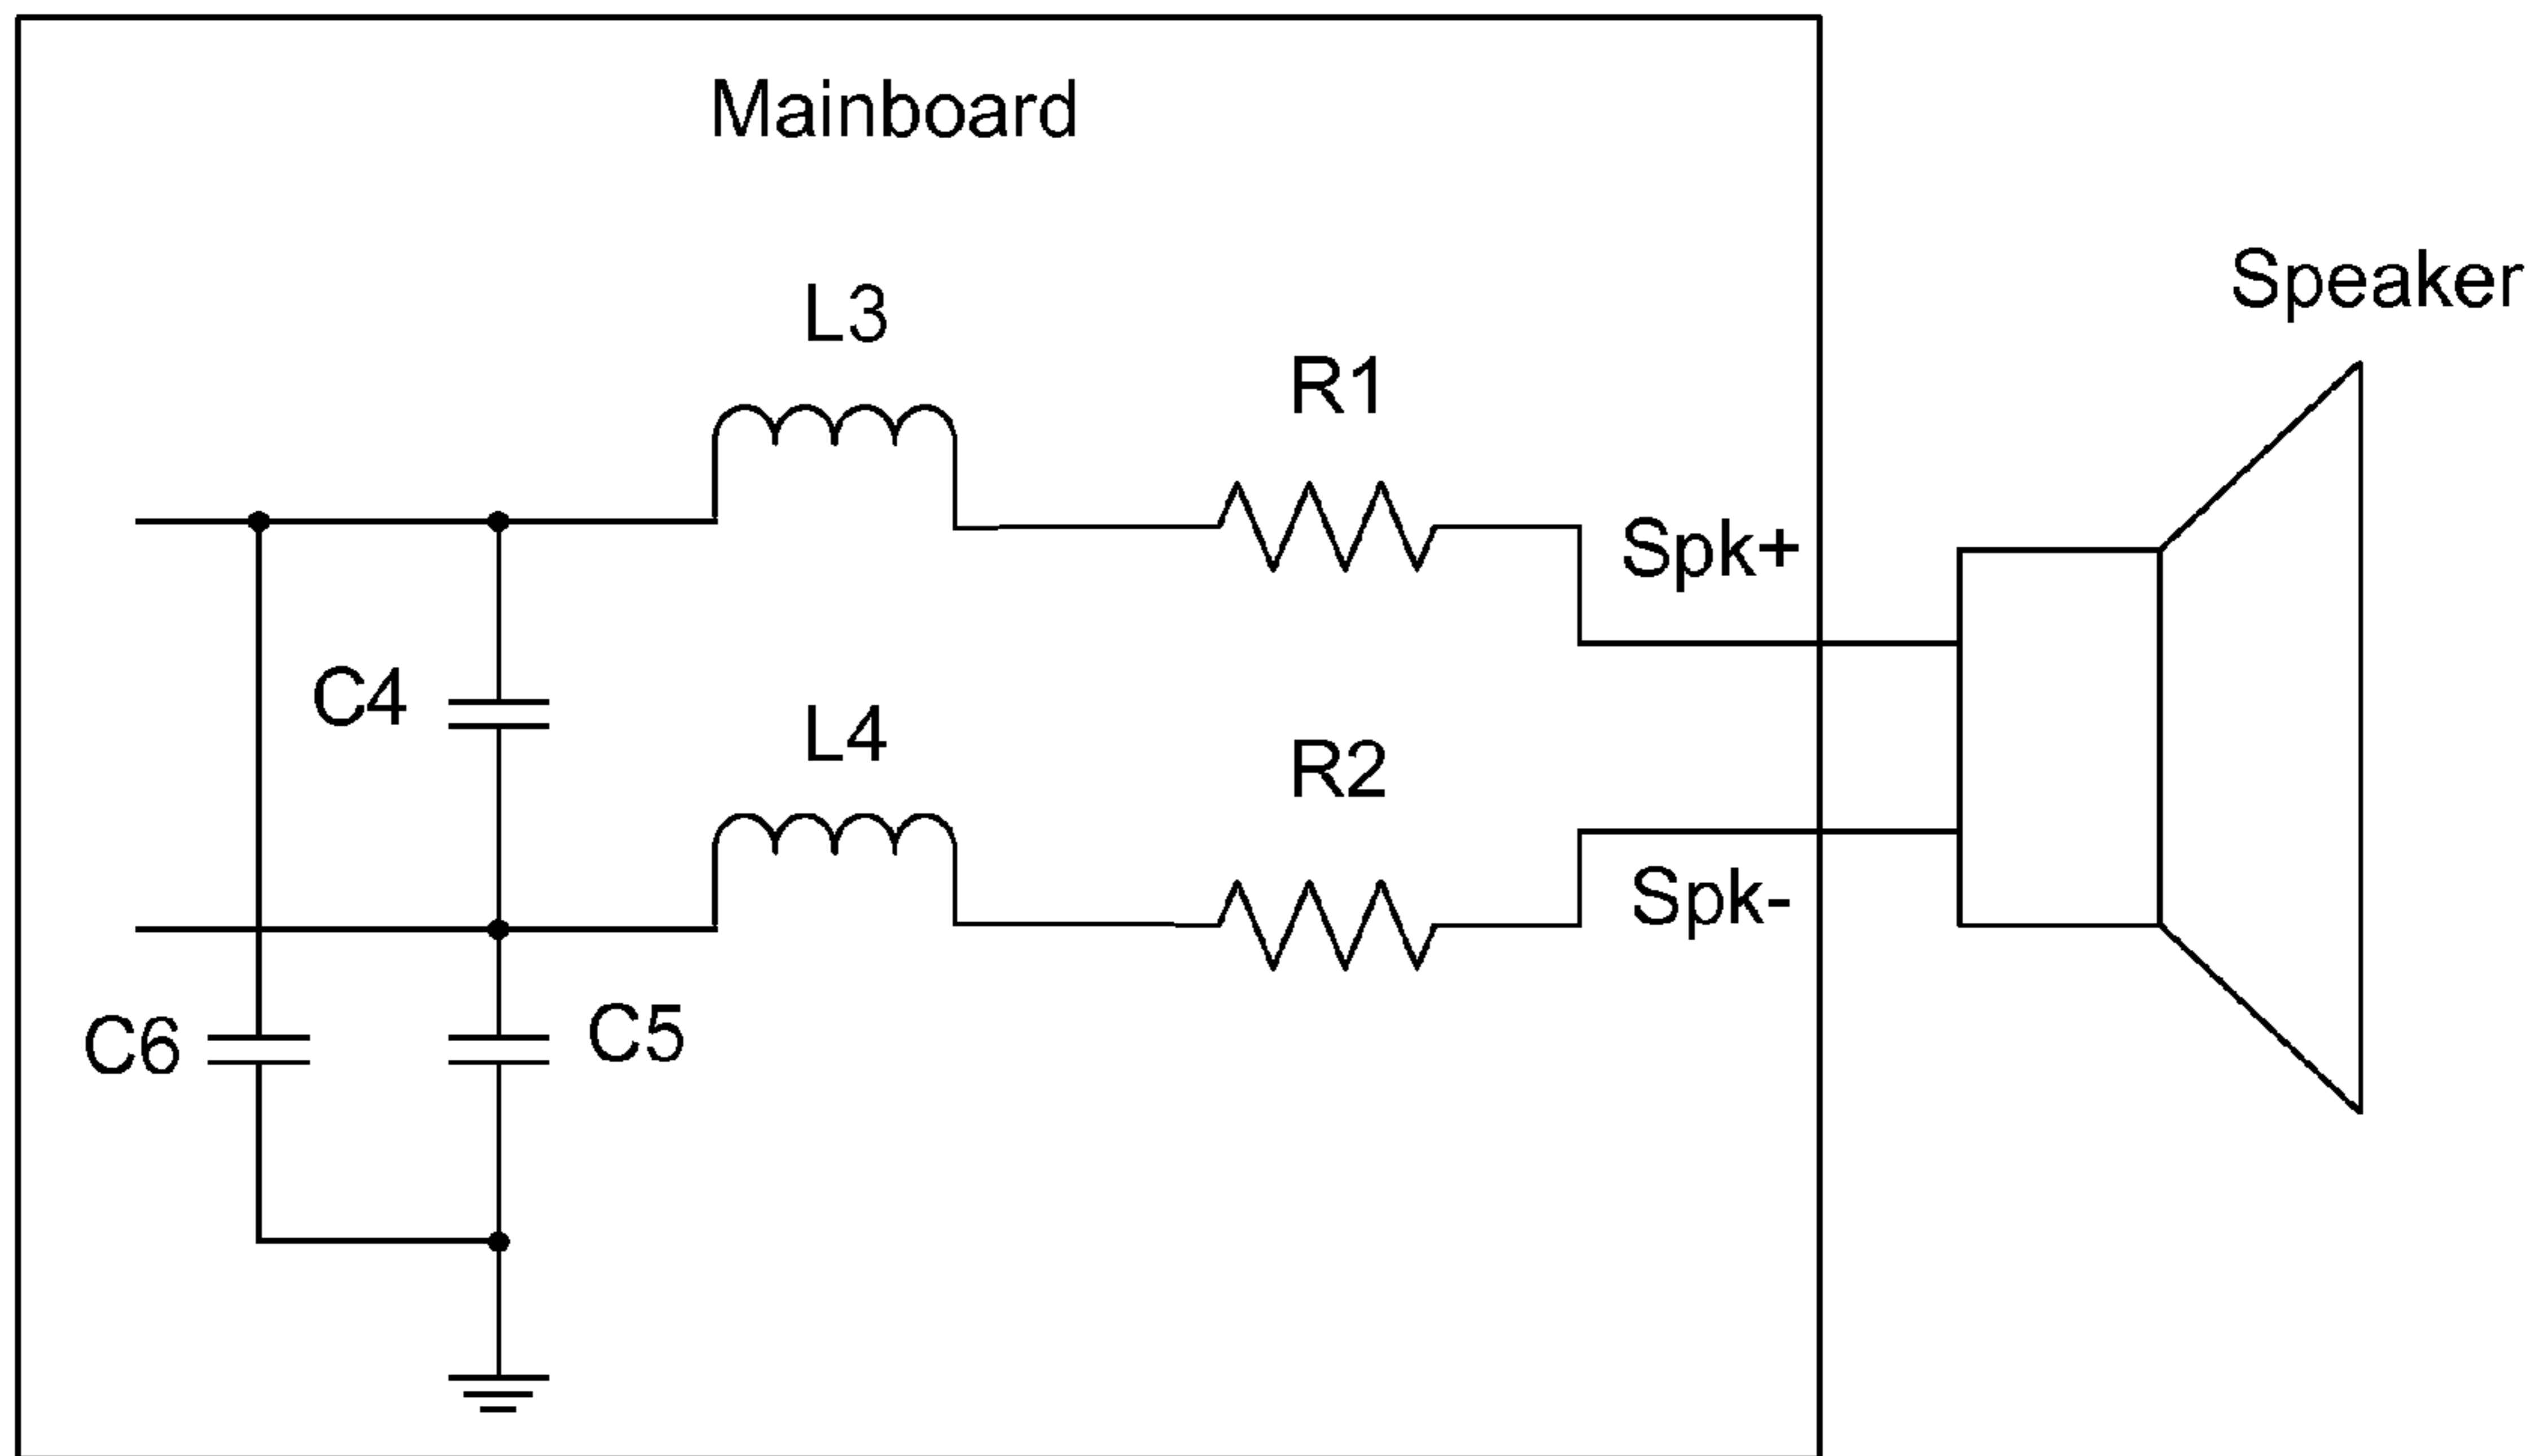 Mainboard
Speaker
L3
R1
Spk+
C4
L4
R2
Spk-
C6
C5